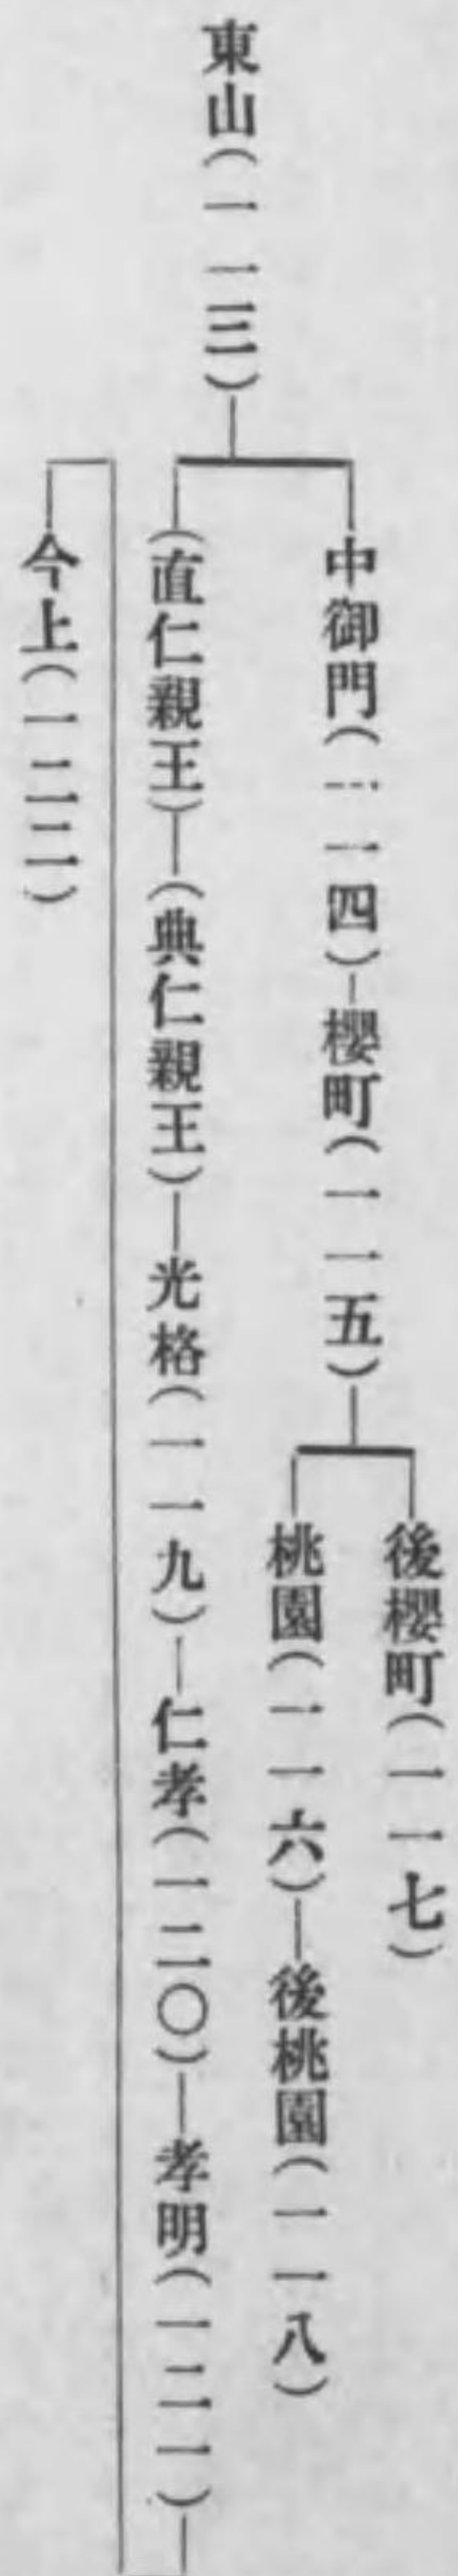 東山(一一三)
後櫻町(一一七)
中御門(一一四)櫻町(一一五)
桃園(一一六)後桃園(一一八)
(直仁親王)(典仁親王)光格(一一九)仁孝(一二〇)孝明(一二一)
今上(一二二)